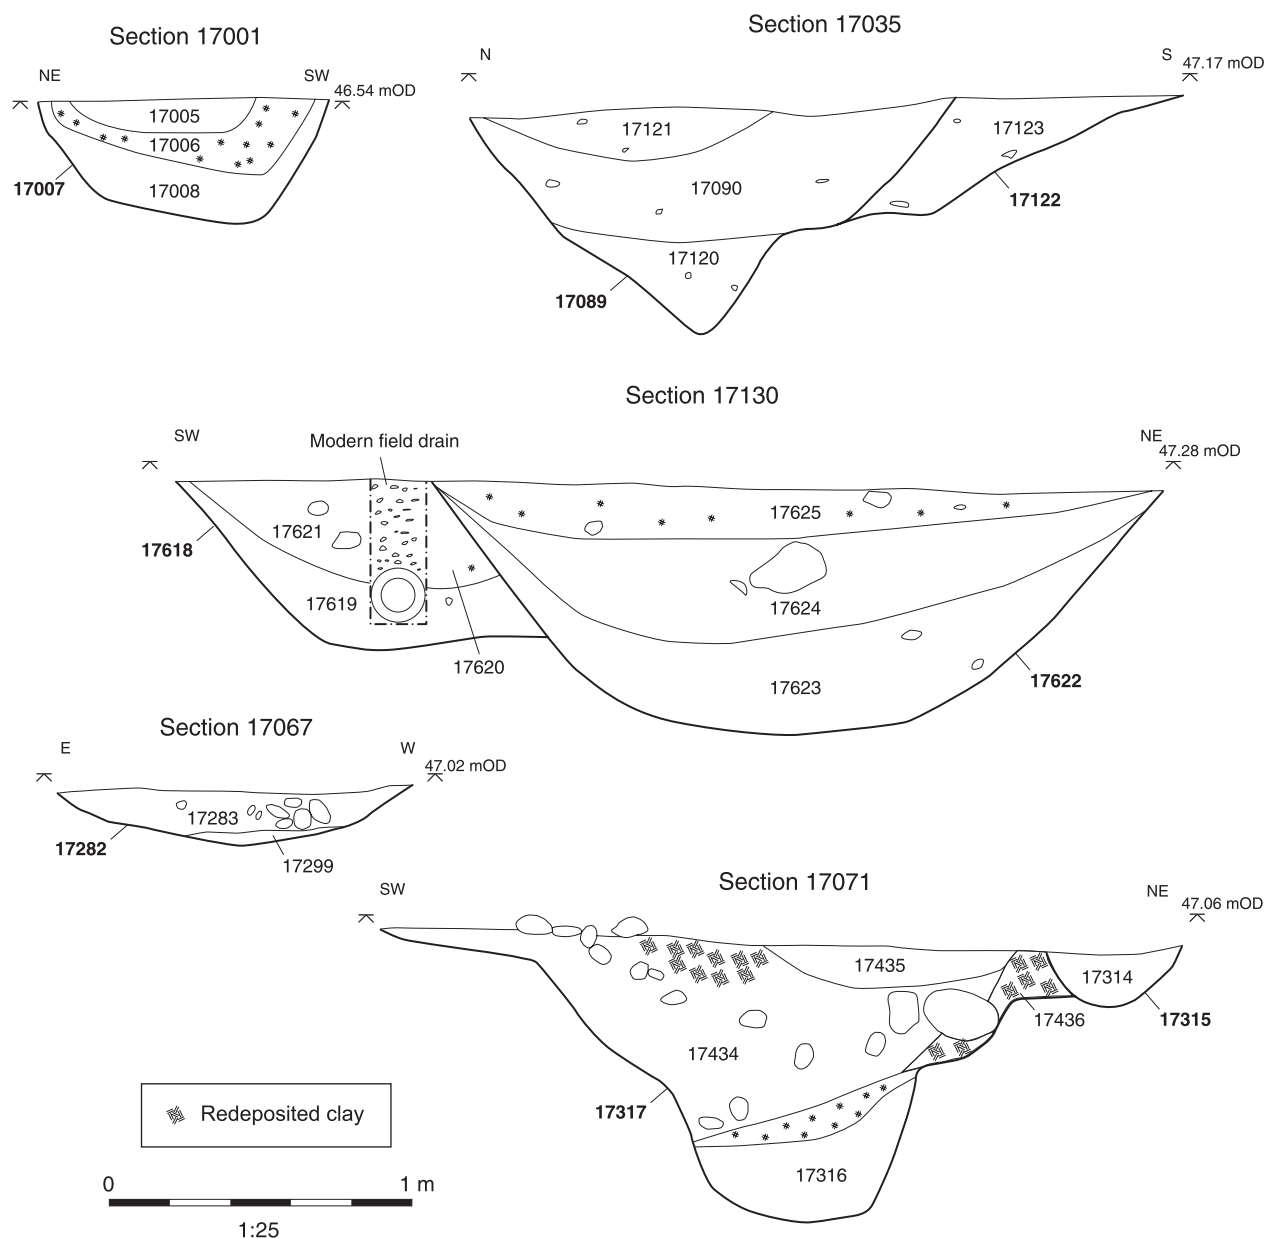 Section 17001
NE
SW
46.54 mOD
17005
17006
17007
17008
Section 17035
N
S
47.17 mOD
17121
17123
17090
17122
17120
17089
Section 17130
SW
Modern field drain
NE
47.28 mOD
17625
17621
17618
17619
17624
17620
17623
17622
Section 17067
E
W
47.02 mOD
17283
17282
17299
Section 17071
SW
NE
47.06 mOD
17435
17314
17436
17315
17434
17317
17316
Redeposited clay
0
1 m
1:25